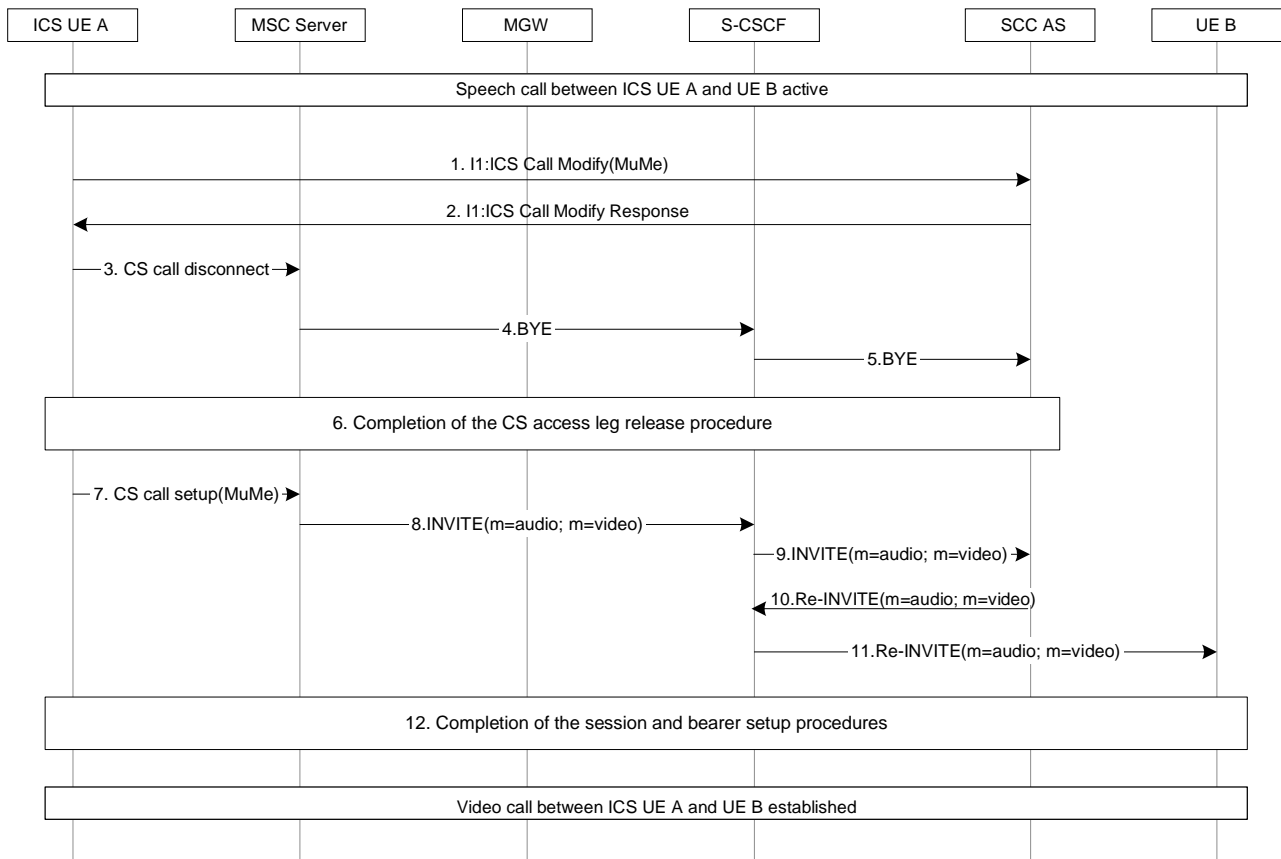 ICS UE A
MSC Server
MGW
S-CSCF
SCC AS
UE B
Speech call between ICS UE A and UE B active
1. I1:ICS Call Modify(MuMe)
2. I1:ICS Call Modify Response
3. CS call disconnect
4.BYE
5.BYE
6. Completion of the CS access leg release procedure
7. CS call setup(MuMe)
8.INVITE(m=audio; m=video)
9.INVITE(m=audio; m=video)
10.Re-INVITE(m=audio; m=video)
11.Re-INVITE(m=audio; m=video)
12. Completion of the session and bearer setup procedures
Video call between ICS UE A and UE B established